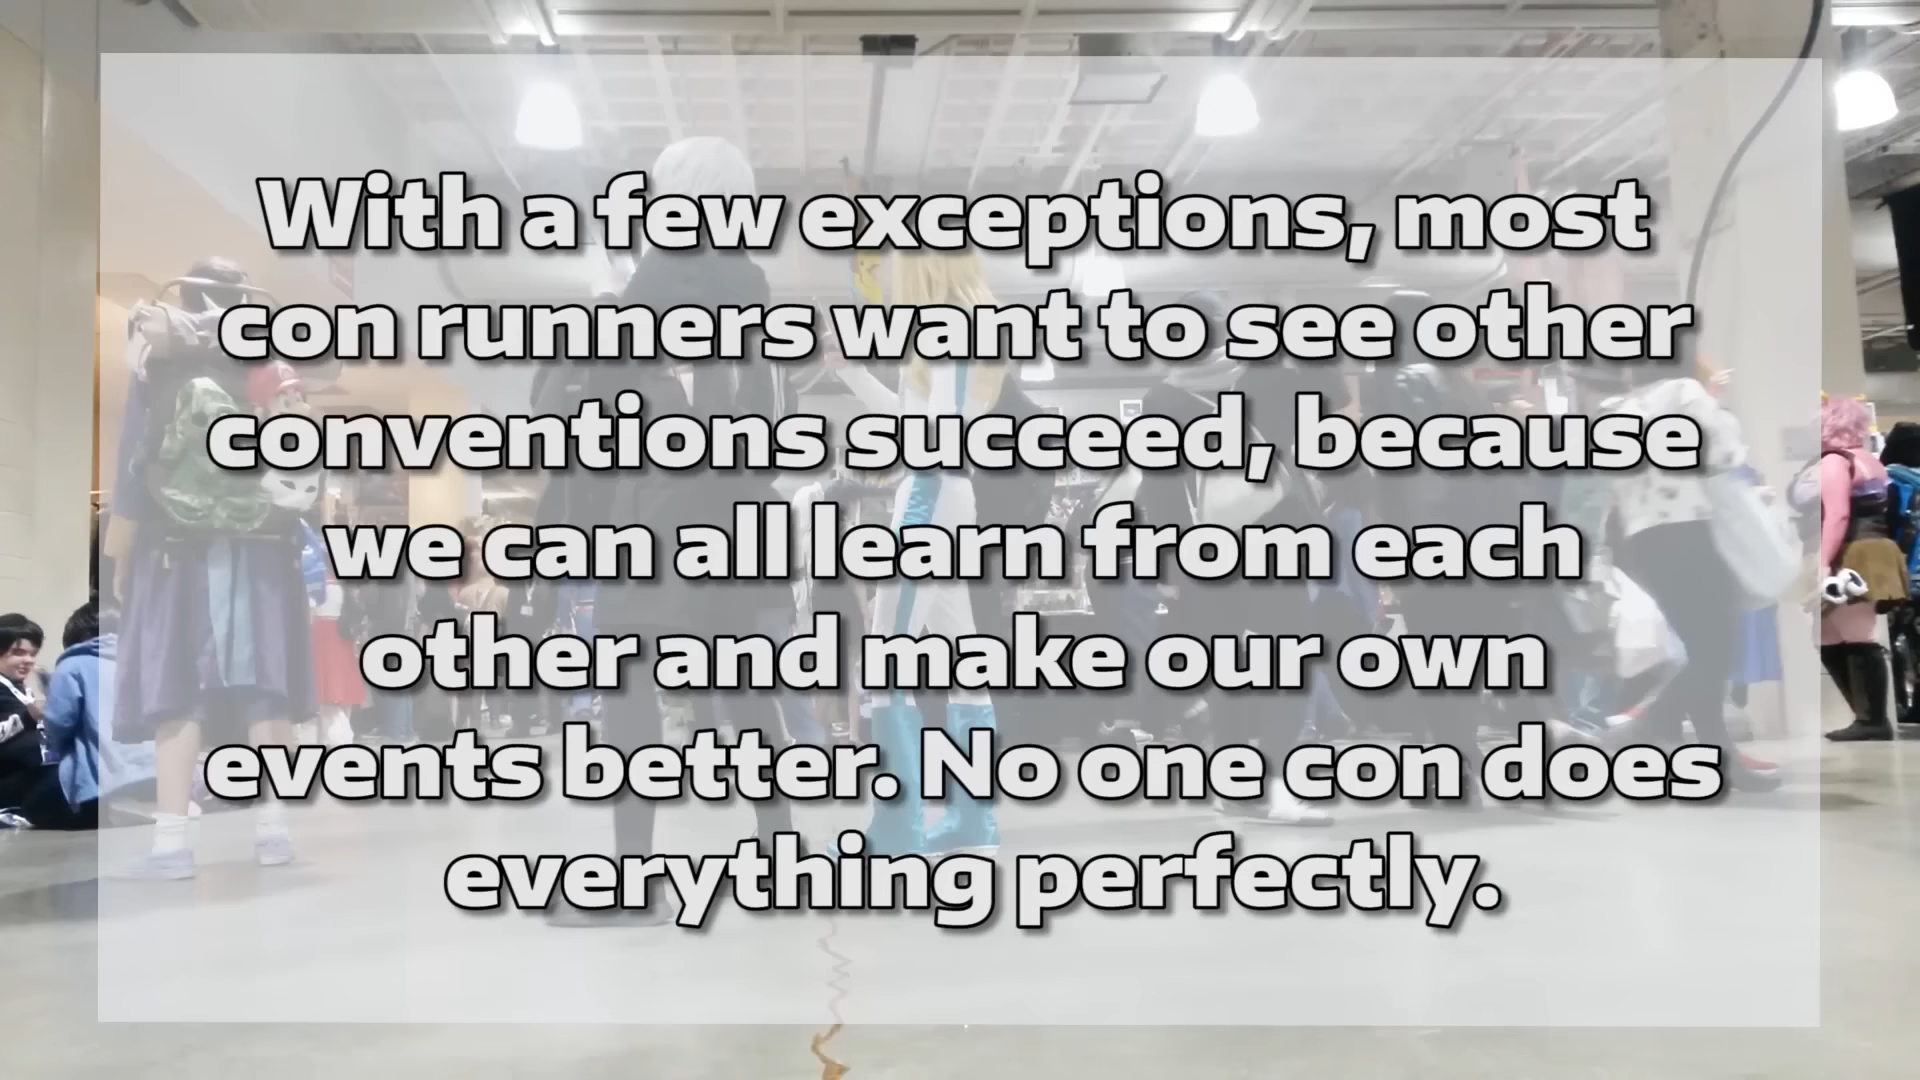 With a few exceptions, most
con runners want to see other
conventions succeed, because
we can all learn from each
other and make our own
events better. No one con does
everything perfectly.